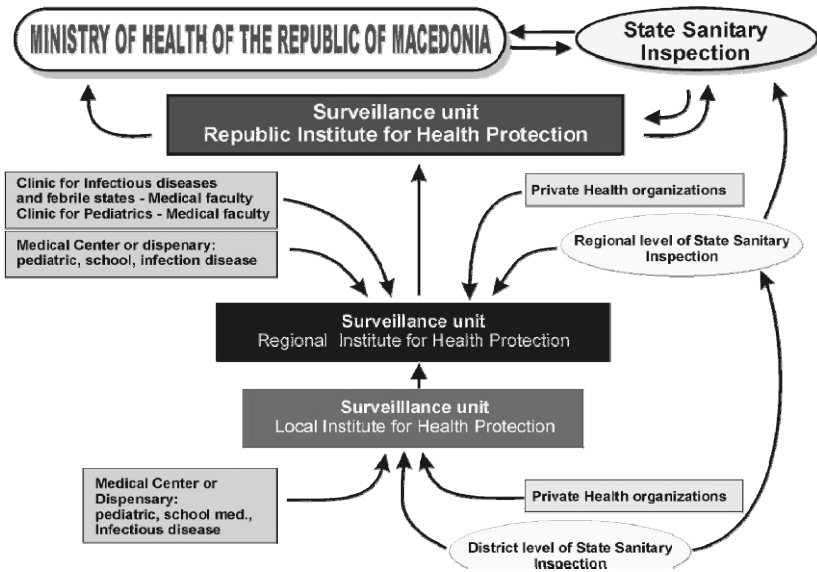 MINISTRY OF HEALTH OF THE REPUBLIC OF MACEDONIA
State Sanitary
Inspection
Surveillance unit
Republic Institute for Health Protection
Clinic for Infectious diseases
and febrile states - Medical faculty
Clinic for Pediatrics - Medical faculty
Private Health organizations
Medical Center or dispenary:
pediatric, school, infection disease
Regional level of State Sanitary
Inspection
Surveillance unit
Regional Institute for Health Protection
Surveilllance unit
Local Institute for Health Protection
Medical Center or
Dispensary:
pediatric, school med.,
Infectious disease
Private Health organizations
District level of State Sanitary
Inspection